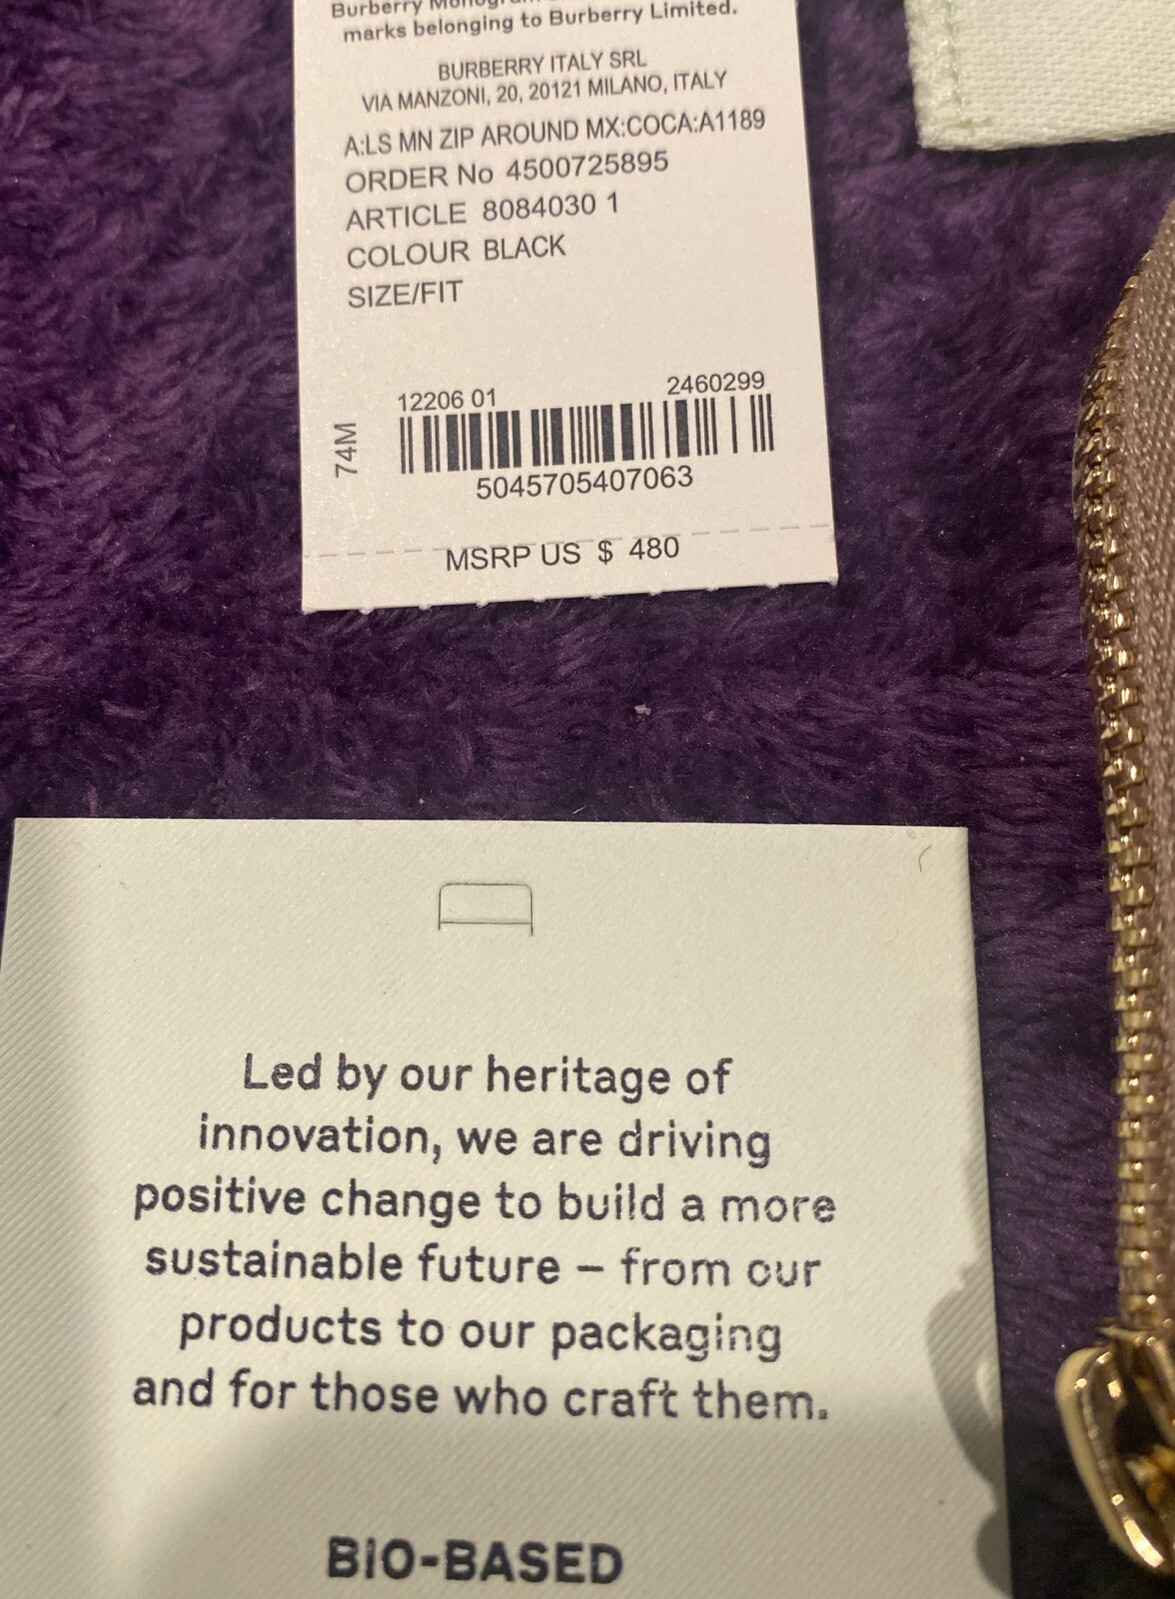 Burberry Monogram
marks belonging to Burberry Limited.
BURBERRY ITALY SRL
VIA MANZONI, 20, 20121 MILANO, ITALY
A:LS MN ZIP AROUND MX:COCA:A1189
ORDER No 4500725895
ARTICLE 8084030 1
COLOUR BLACK
SIZE/FIT
12206 01 2460299
74M
5045705407063
MSRP US $ 480
Led by our heritage of
innovation, we are driving
positive change to build a more
sustainable future – from our
products to our packaging
and for those who craft them.
BIO-BASED